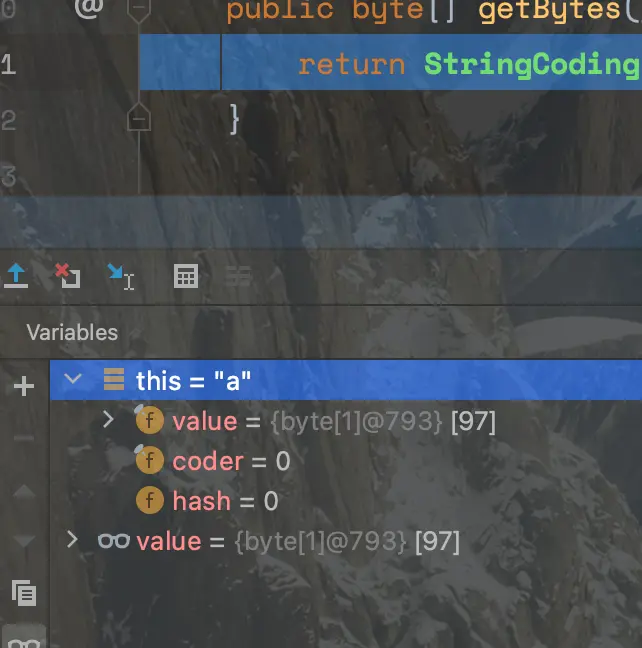 0 @ public byte[] getBytes(
1 return StringCoding
2 }
3
Variables
this = "a"
value = {byte[1]@793} [97]
coder = 0
hash = 0
value = {byte[1]@793} [97]